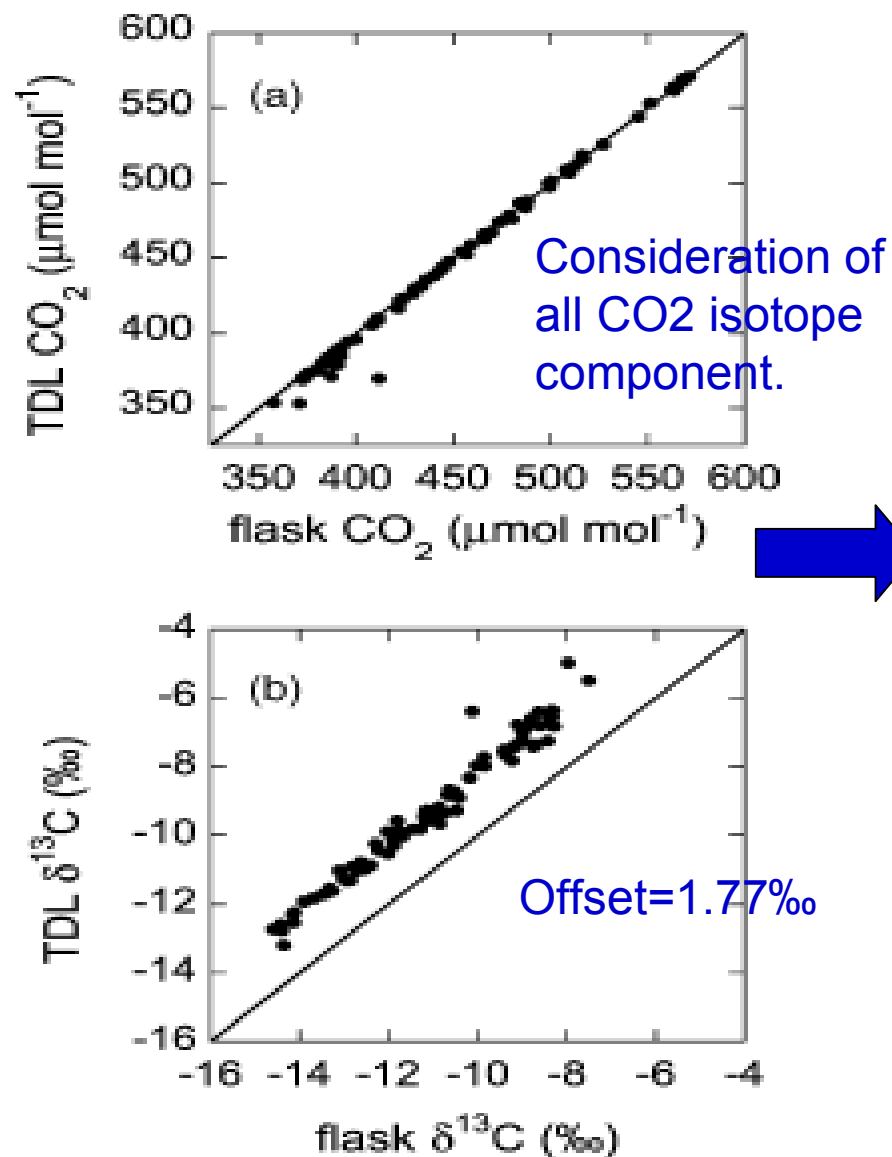 600
550
500
450
400
350
TDL CO₂ (µmol mol⁻¹)
(a)
Consideration of
all CO2 isotope
component.
350 400 450 500 550 600
flask CO₂ (µmol mol⁻¹)
-4
-6
-8
-10
-12
-14
-16
TDL δ¹³C (‰)
(b)
Offset=1.77‰
-16 -14 -12 -10 -8 -6 -4
flask δ¹³C (‰)